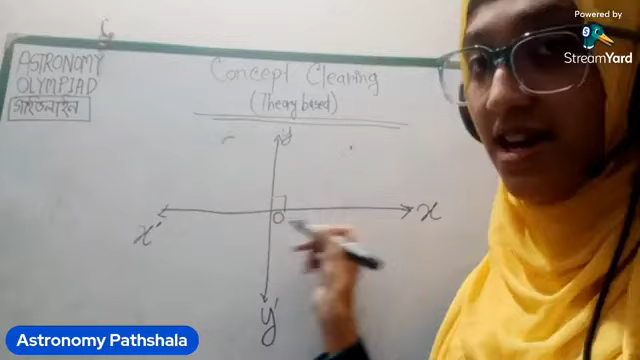 Powered by
StreamYard
ASTRONOMY
OLYMPIAD
গাইডলাইন
Concept Clearing
(Theory based)
y
x' O x
y'
Astronomy Pathshala